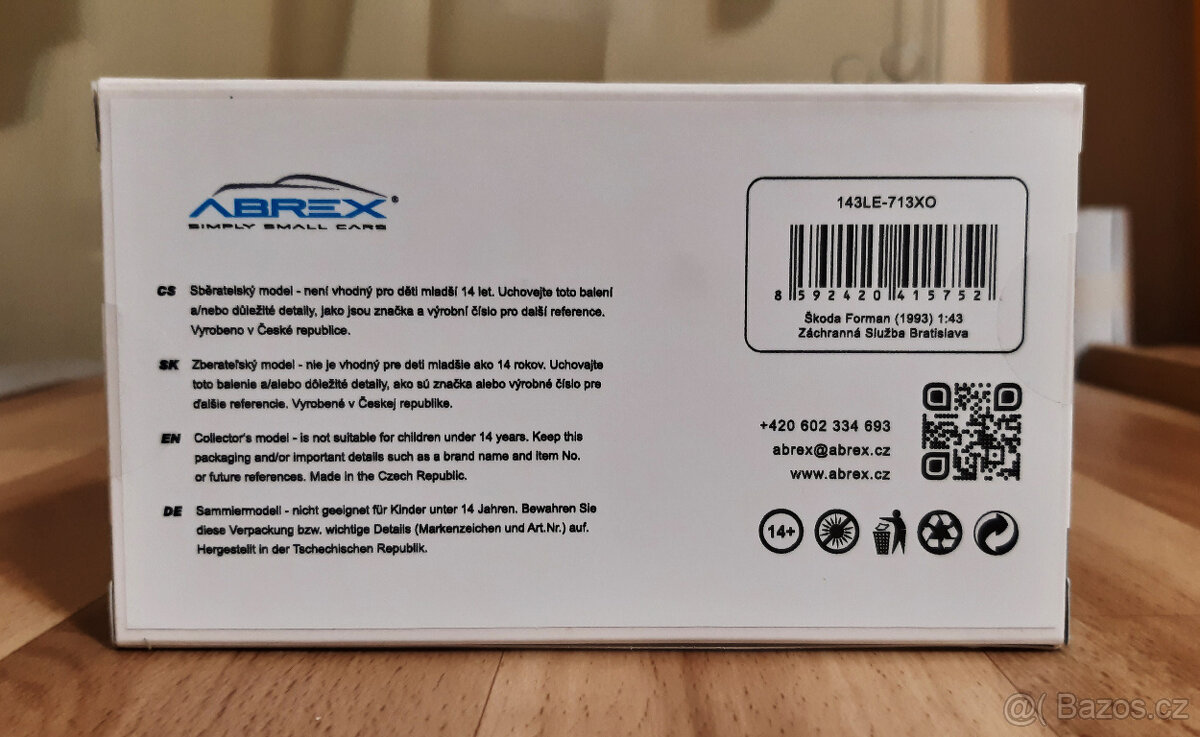 ABREX®
SIMPLY SMALL CARS
CS Sběratelský model - není vhodný pro děti mladší 14 let. Uchovejte toto balení
a/nebo důležité detaily, jako jsou značka a výrobní číslo pro další reference.
Vyrobeno v České republice.
SK Zberateľský model - nie je vhodný pre deti mladšie ako 14 rokov. Uchovajte
toto balenie a/alebo dôležité detaily, ako sú značka alebo výrobné číslo pre
ďalšie referencie. Vyrobené v Českej republike.
EN Collector's model - is not suitable for children under 14 years. Keep this
packaging and/or important details such as a brand name and Item No.
or future references. Made in the Czech Republic.
DE Sammlermodell - nicht geeignet für Kinder unter 14 Jahren. Bewahren Sie
diese Verpackung bzw. wichtige Details (Markenzeichen und Art.Nr.) auf.
Hergestellt in der Tschechischen Republik.
143LE-713XO
8 592420 415752
Škoda Forman (1993) 1:43
Záchranná Služba Bratislava
+420 602 334 693
abrex@abrex.cz
www.abrex.cz
14+
@( Bazos.cz